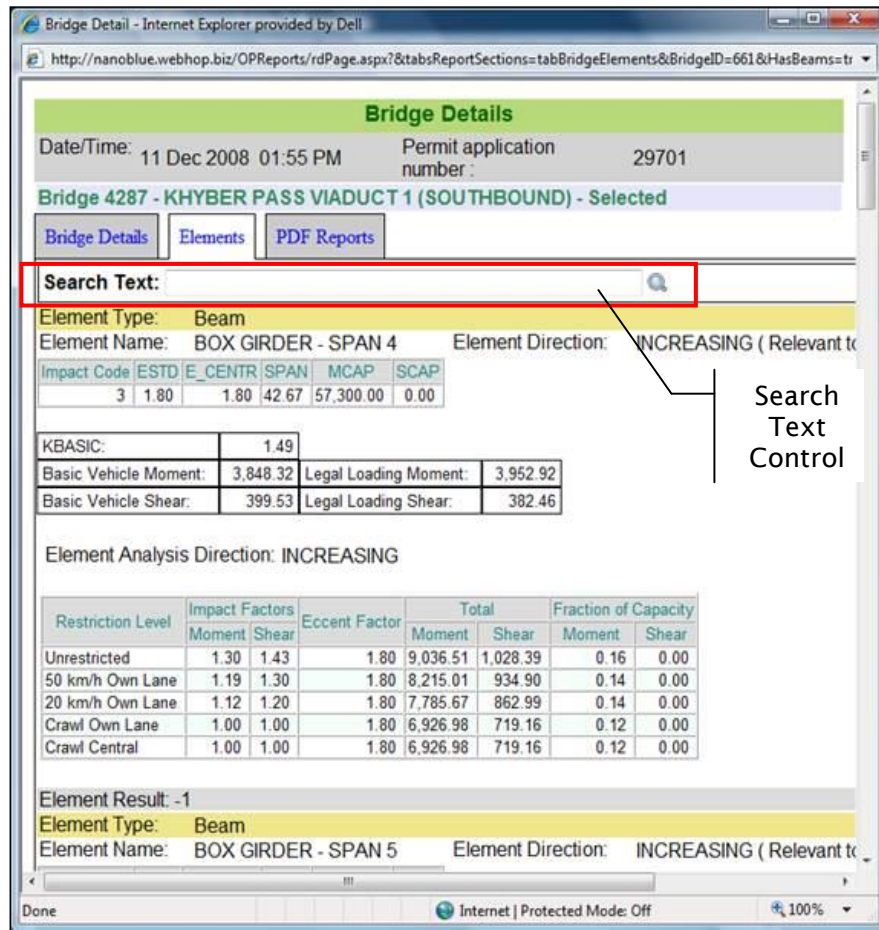 Bridge Detail - Internet Explorer provided by Dell
http://nanoblue.webhop.biz/OPReports/rdPage.aspx?&tabsReportSections=tabBridgeElements&BridgeID=661&HasBeams=tr
Bridge Details
Date/Time: 11 Dec 2008 01:55 PM Permit application number : 29701
Bridge 4287 - KHYBER PASS VIADUCT 1 (SOUTHBOUND) - Selected
Bridge Details Elements PDF Reports
Search Text:
Element Type: Beam
Element Name: BOX GIRDER - SPAN 4 Element Direction: INCREASING ( Relevant to
Impact Code ESTD E_CENTR SPAN MCAP SCAP
3 1.80 1.80 42.67 57,300.00 0.00
Search
Text
Control
KBASIC: 1.49
Basic Vehicle Moment: 3,848.32 Legal Loading Moment: 3,952.92
Basic Vehicle Shear: 399.53 Legal Loading Shear: 382.46
Element Analysis Direction: INCREASING
Restriction Level Impact Factors Eccent Factor Total Fraction of Capacity
Moment Shear Moment Shear Moment Shear
Unrestricted 1.30 1.43 1.80 9,036.51 1,028.39 0.16 0.00
50 km/h Own Lane 1.19 1.30 1.80 8,215.01 934.90 0.14 0.00
20 km/h Own Lane 1.12 1.20 1.80 7,785.67 862.99 0.14 0.00
Crawl Own Lane 1.00 1.00 1.80 6,926.98 719.16 0.12 0.00
Crawl Central 1.00 1.00 1.80 6,926.98 719.16 0.12 0.00
Element Result: -1
Element Type: Beam
Element Name: BOX GIRDER - SPAN 5 Element Direction: INCREASING ( Relevant to
Done Internet | Protected Mode: Off 100%